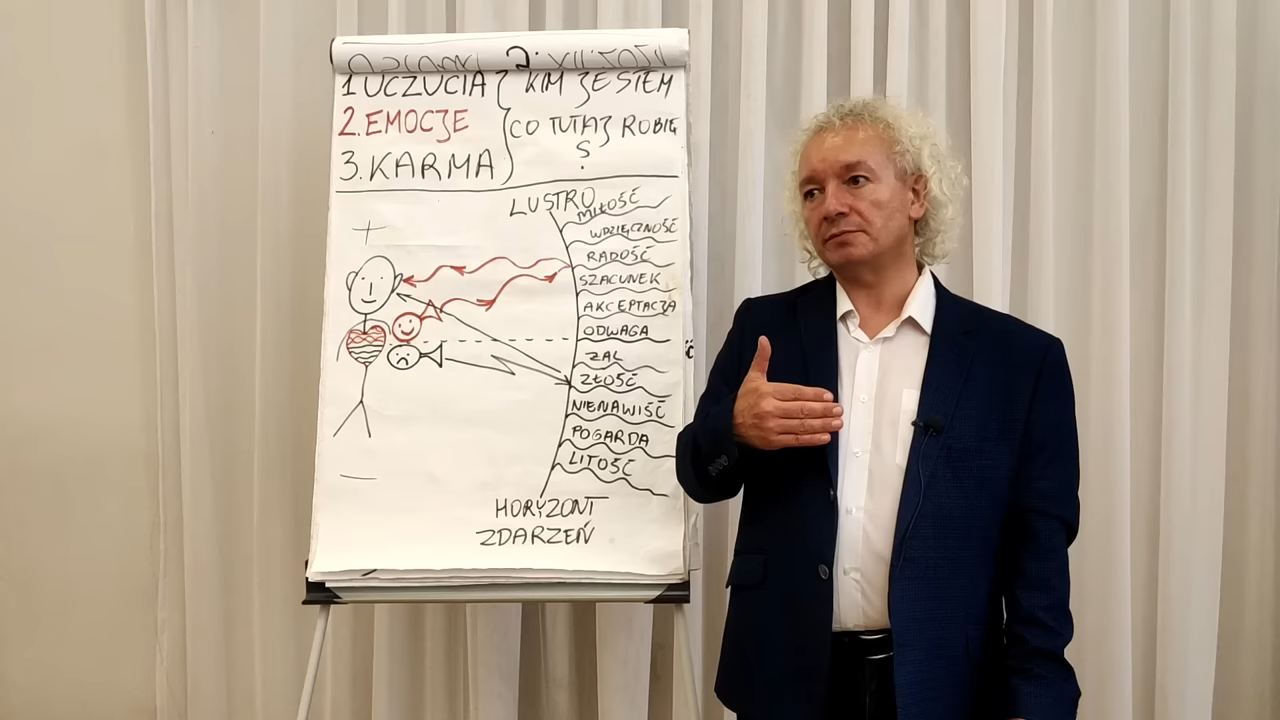 1 UCZUCIA
2. EMOCJE
3. KARMA
KIM JESTEM
CO TUTAJ ROBIĘ
?
LUSTRO
MIŁOŚĆ
WDZIĘCZNOŚĆ
RADOŚĆ
SZACUNEK
AKCEPTACJA
ODWAGA
ŻAL
ZŁOŚĆ
NIENAWIŚĆ
POGARDA
LITOŚĆ
HORYZONT
ZDARZEŃ
+
—